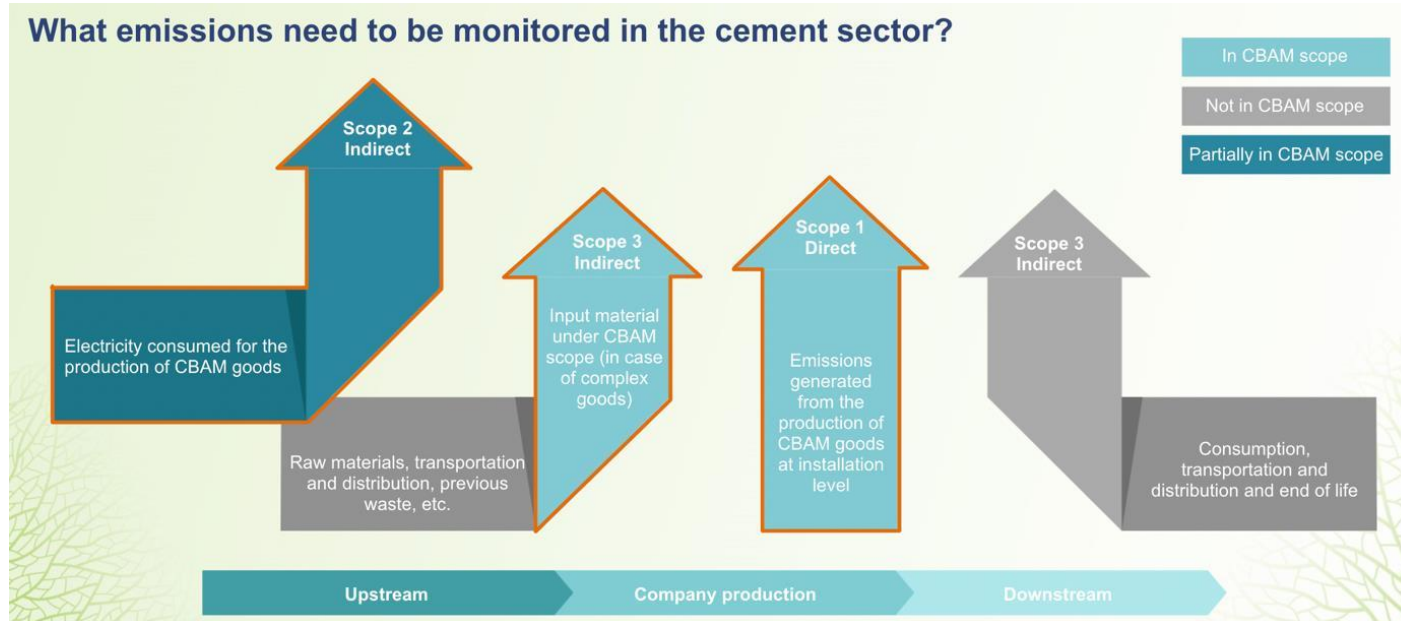 What emissions need to be monitored in the cement sector?
In CBAM scope
Not in CBAM scope
Partially in CBAM scope
Scope 2
Indirect
Electricity consumed for the
production of CBAM goods
Scope 3
Indirect
Input material
under CBAM
scope (in case
of complex
goods)
Raw materials, transportation
and distribution, previous
waste, etc.
Scope 1
Direct
Emissions
generated
from the
production of
CBAM goods
at installation
level
Scope 3
Indirect
Consumption,
transportation and
distribution and end of life
Upstream
Company production
Downstream